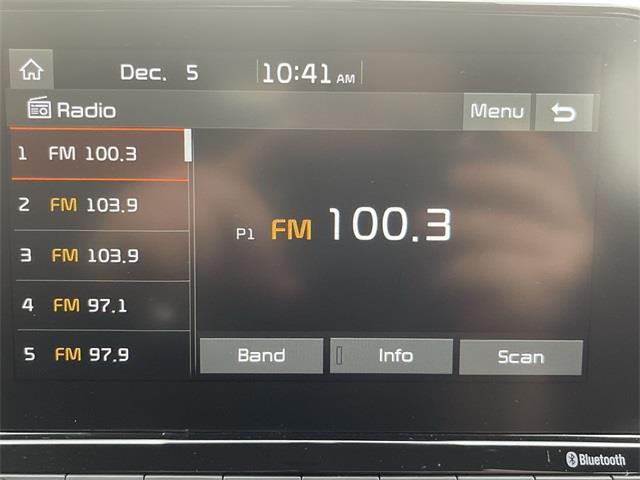 Dec. 5 10:41 AM
Radio Menu
1 FM 100.3
2 FM 103.9
3 FM 103.9
4 FM 97.1
5 FM 97.9
P1 FM 100.3
Band Info Scan
Bluetooth